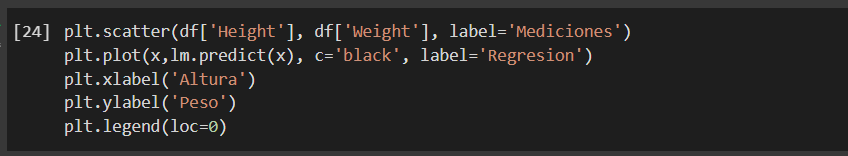 [24] plt.scatter(df['Height'], df['Weight'], label='Mediciones')
plt.plot(x,lm.predict(x), c='black', label='Regresion')
plt.xlabel('Altura')
plt.ylabel('Peso')
plt.legend(loc=0)